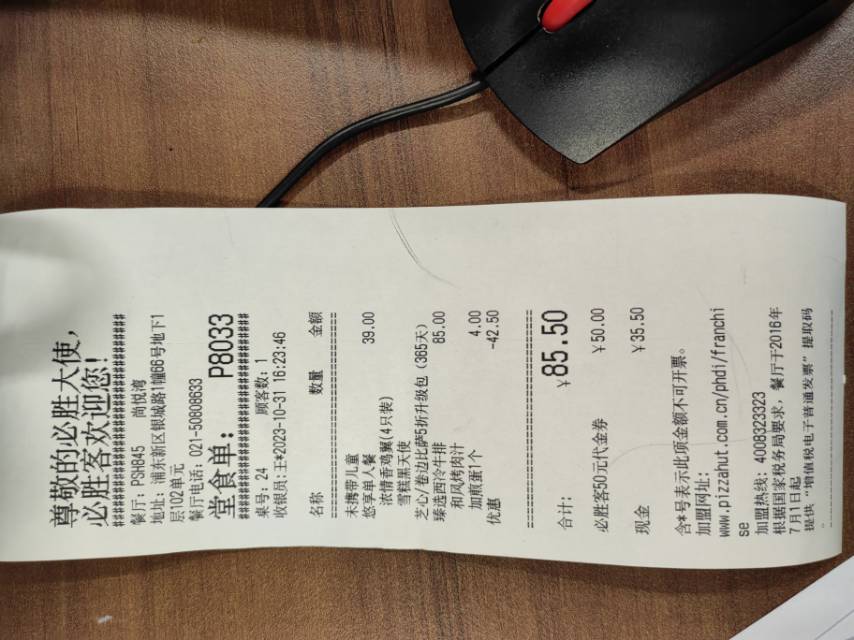 尊敬的必胜大使，
必胜客欢迎您！
################################
餐厅：PSH845 尚悦湾
地址：浦东新区银城路1幢66号地下1
层102单元
餐厅电话：021-50808633
堂食单： P8033
################################
桌号：24 顾客数：1
收银员：王*2023-10-31 16:23:46
名称 数量 金额
================================
未携带儿童
悠享单人餐 39.00
浓情香鸡翼(4只装)
雪糕黑天使
芝心/卷边比萨5折升级包 (365天)
臻选西冷牛排 85.00
和风烤肉汁
加煎蛋1个 4.00
优惠 -42.50
================================
合计： ￥85.50
必胜客50元代金券 ￥50.00
现金 ￥35.50
含*号表示此项金额不可开票。
加盟网址：
www.pizzahut.com.cn/phdi/franchi
se
加盟热线：4008323323
根据国家税务局要求，餐厅于2016年
7月1日起
提供“增值税电子普通发票”提取码